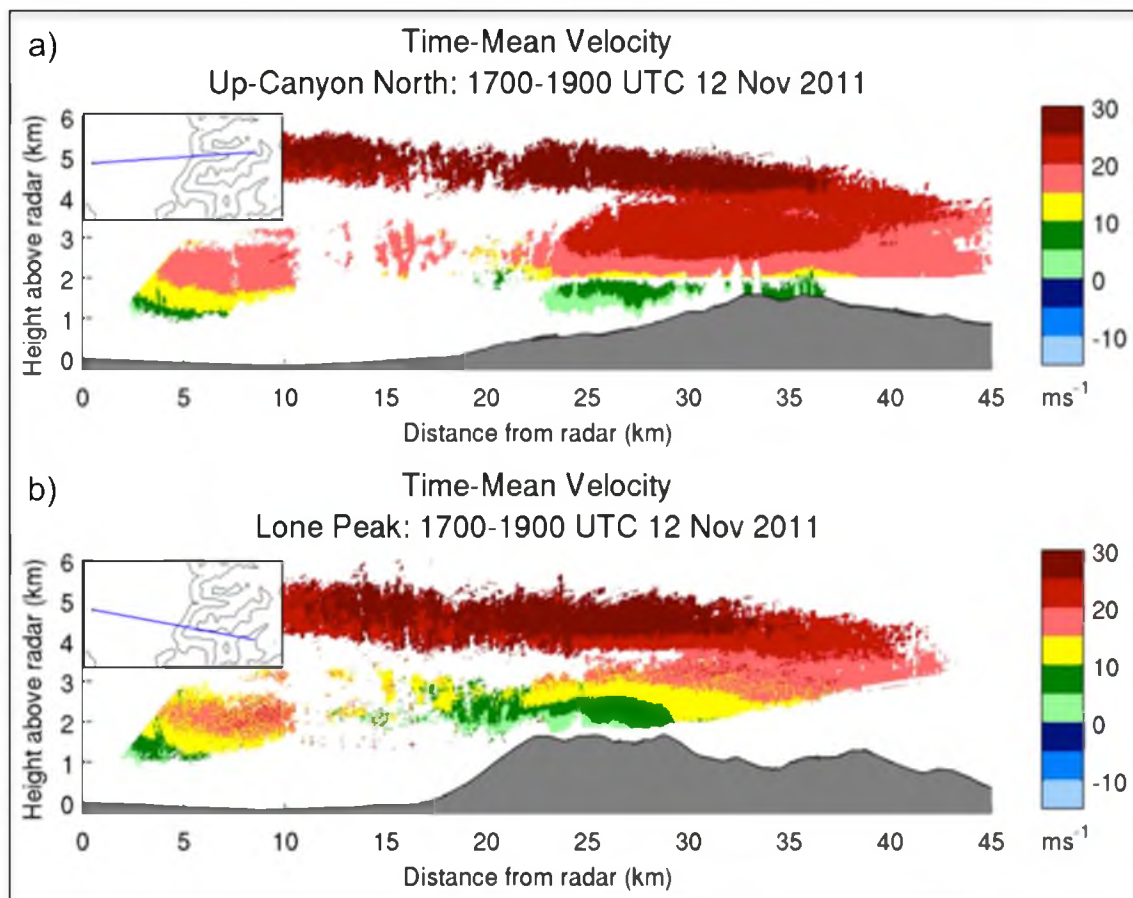 a)
Time-Mean Velocity
Up-Canyon North: 1700-1900 UTC 12 Nov 2011
Height above radar (km)
6
5
4
3
2
1
0
0 5 10 15 20 25 30 35 40 45
Distance from radar (km)
30
20
10
0
-10
ms⁻¹
b)
Time-Mean Velocity
Lone Peak: 1700-1900 UTC 12 Nov 2011
Height above radar (km)
6
5
4
3
2
1
0
0 5 10 15 20 25 30 35 40 45
Distance from radar (km)
30
20
10
0
-10
ms⁻¹